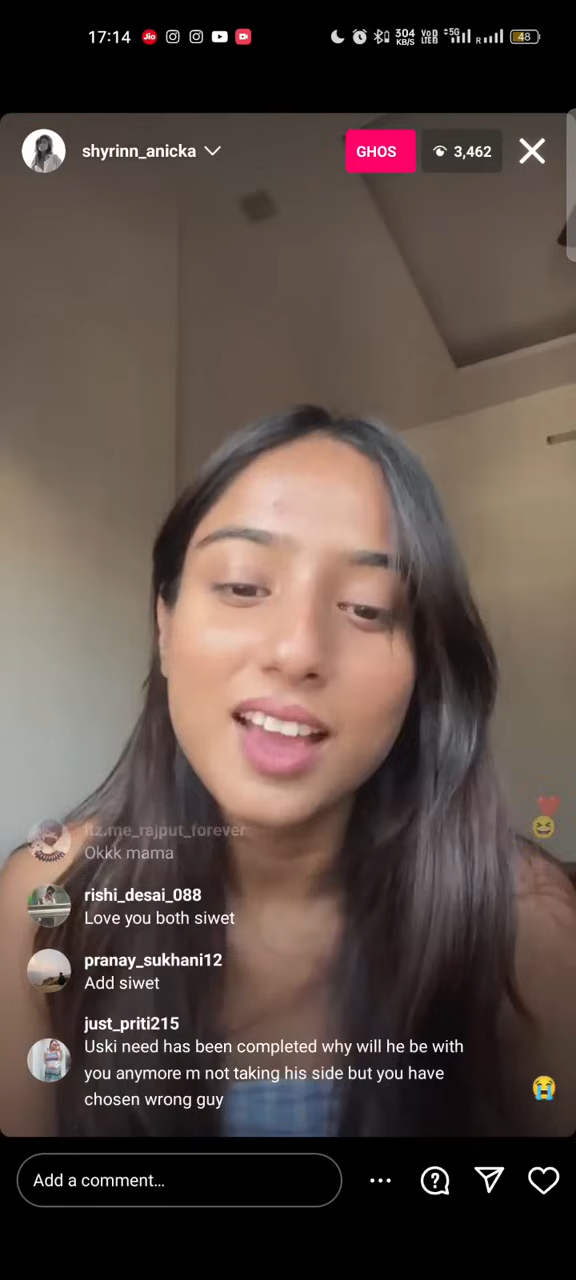 17:14
Jio
304
KB/S
VoD
LTE
5G
R
48
shyrinn_anicka
GHOS
3,462
itz.me_rajput_forever
Okkk mama
rishi_desai_088
Love you both siwet
pranay_sukhani12
Add siwet
just_priti215
Uski need has been completed why will he be with
you anymore m not taking his side but you have
chosen wrong guy
Add a comment…